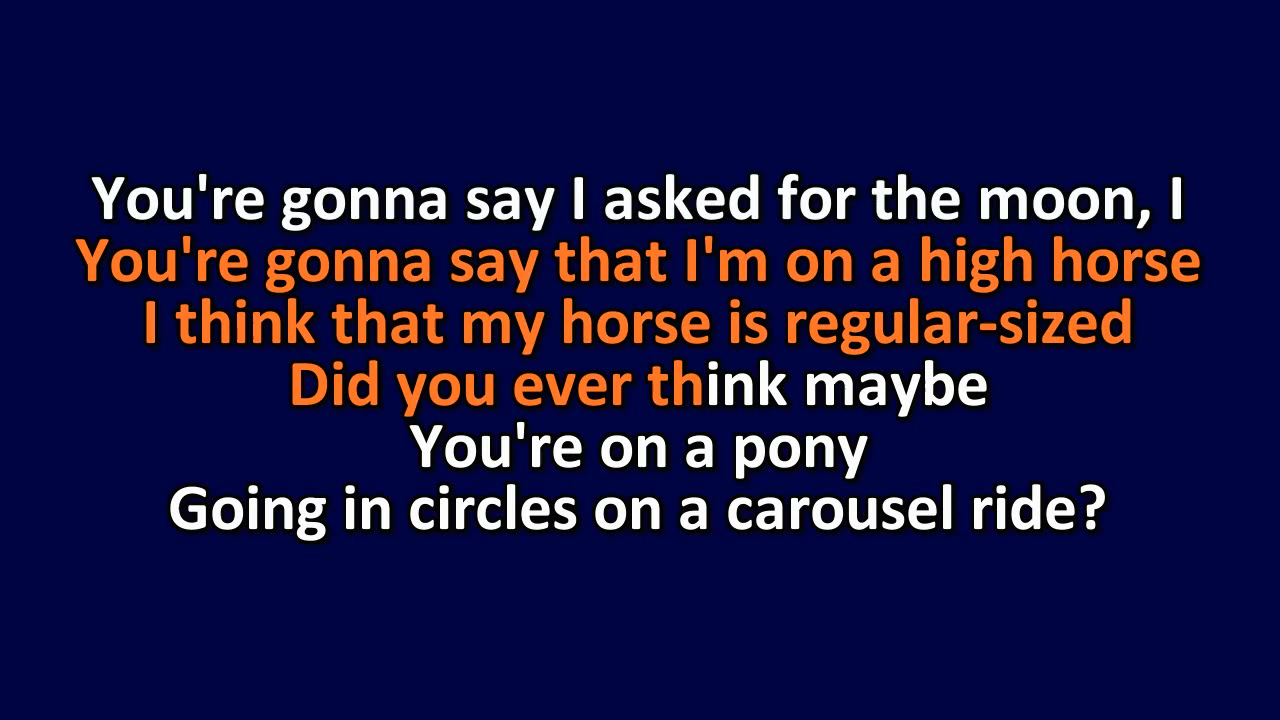 You're gonna say I asked for the moon, I
You're gonna say that I'm on a high horse
I think that my horse is regular-sized
Did you ever think maybe
You're on a pony
Going in circles on a carousel ride?